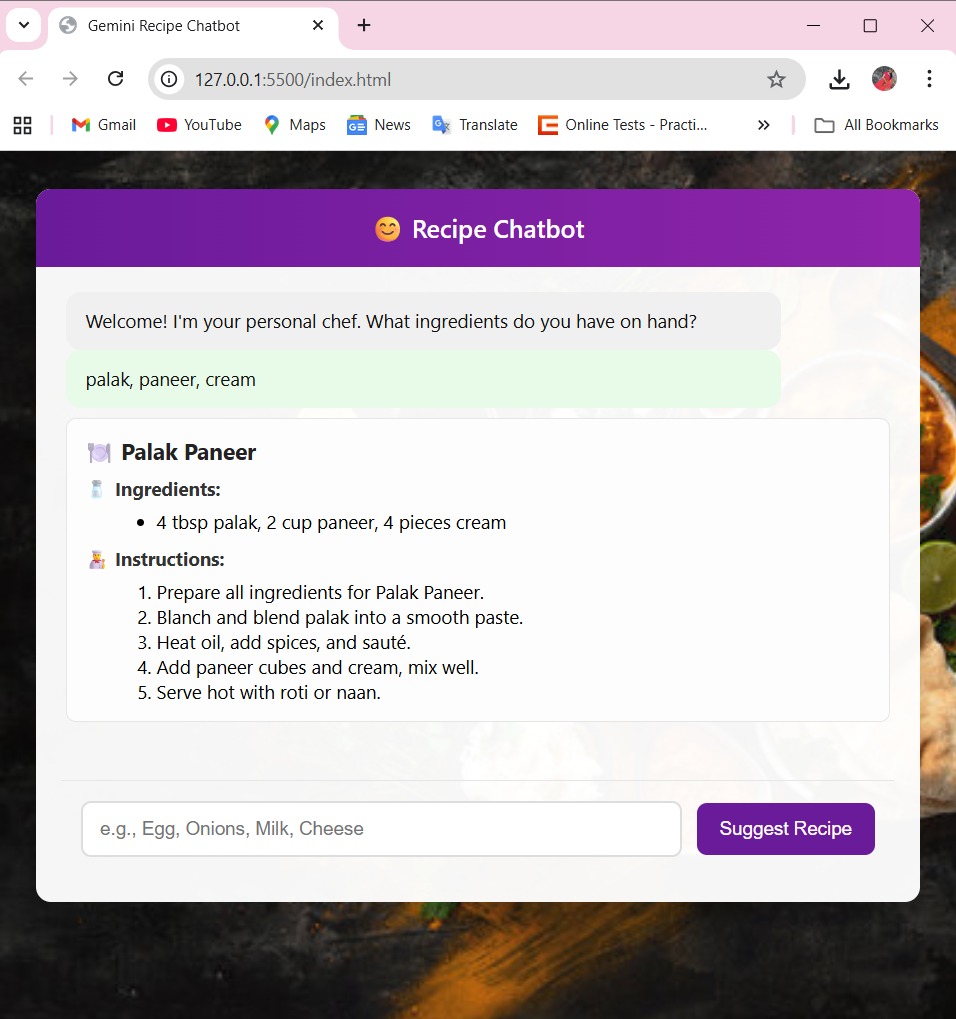 Gemini Recipe Chatbot
127.0.0.1:5500/index.html
Gmail YouTube Maps News Translate Online Tests - Practi... All Bookmarks
😊 Recipe Chatbot
Welcome! I'm your personal chef. What ingredients do you have on hand?
palak, paneer, cream
🍽️ Palak Paneer
🧂 Ingredients:
• 4 tbsp palak, 2 cup paneer, 4 pieces cream
🧑‍🍳 Instructions:
1. Prepare all ingredients for Palak Paneer.
2. Blanch and blend palak into a smooth paste.
3. Heat oil, add spices, and sauté.
4. Add paneer cubes and cream, mix well.
5. Serve hot with roti or naan.
e.g., Egg, Onions, Milk, Cheese
Suggest Recipe